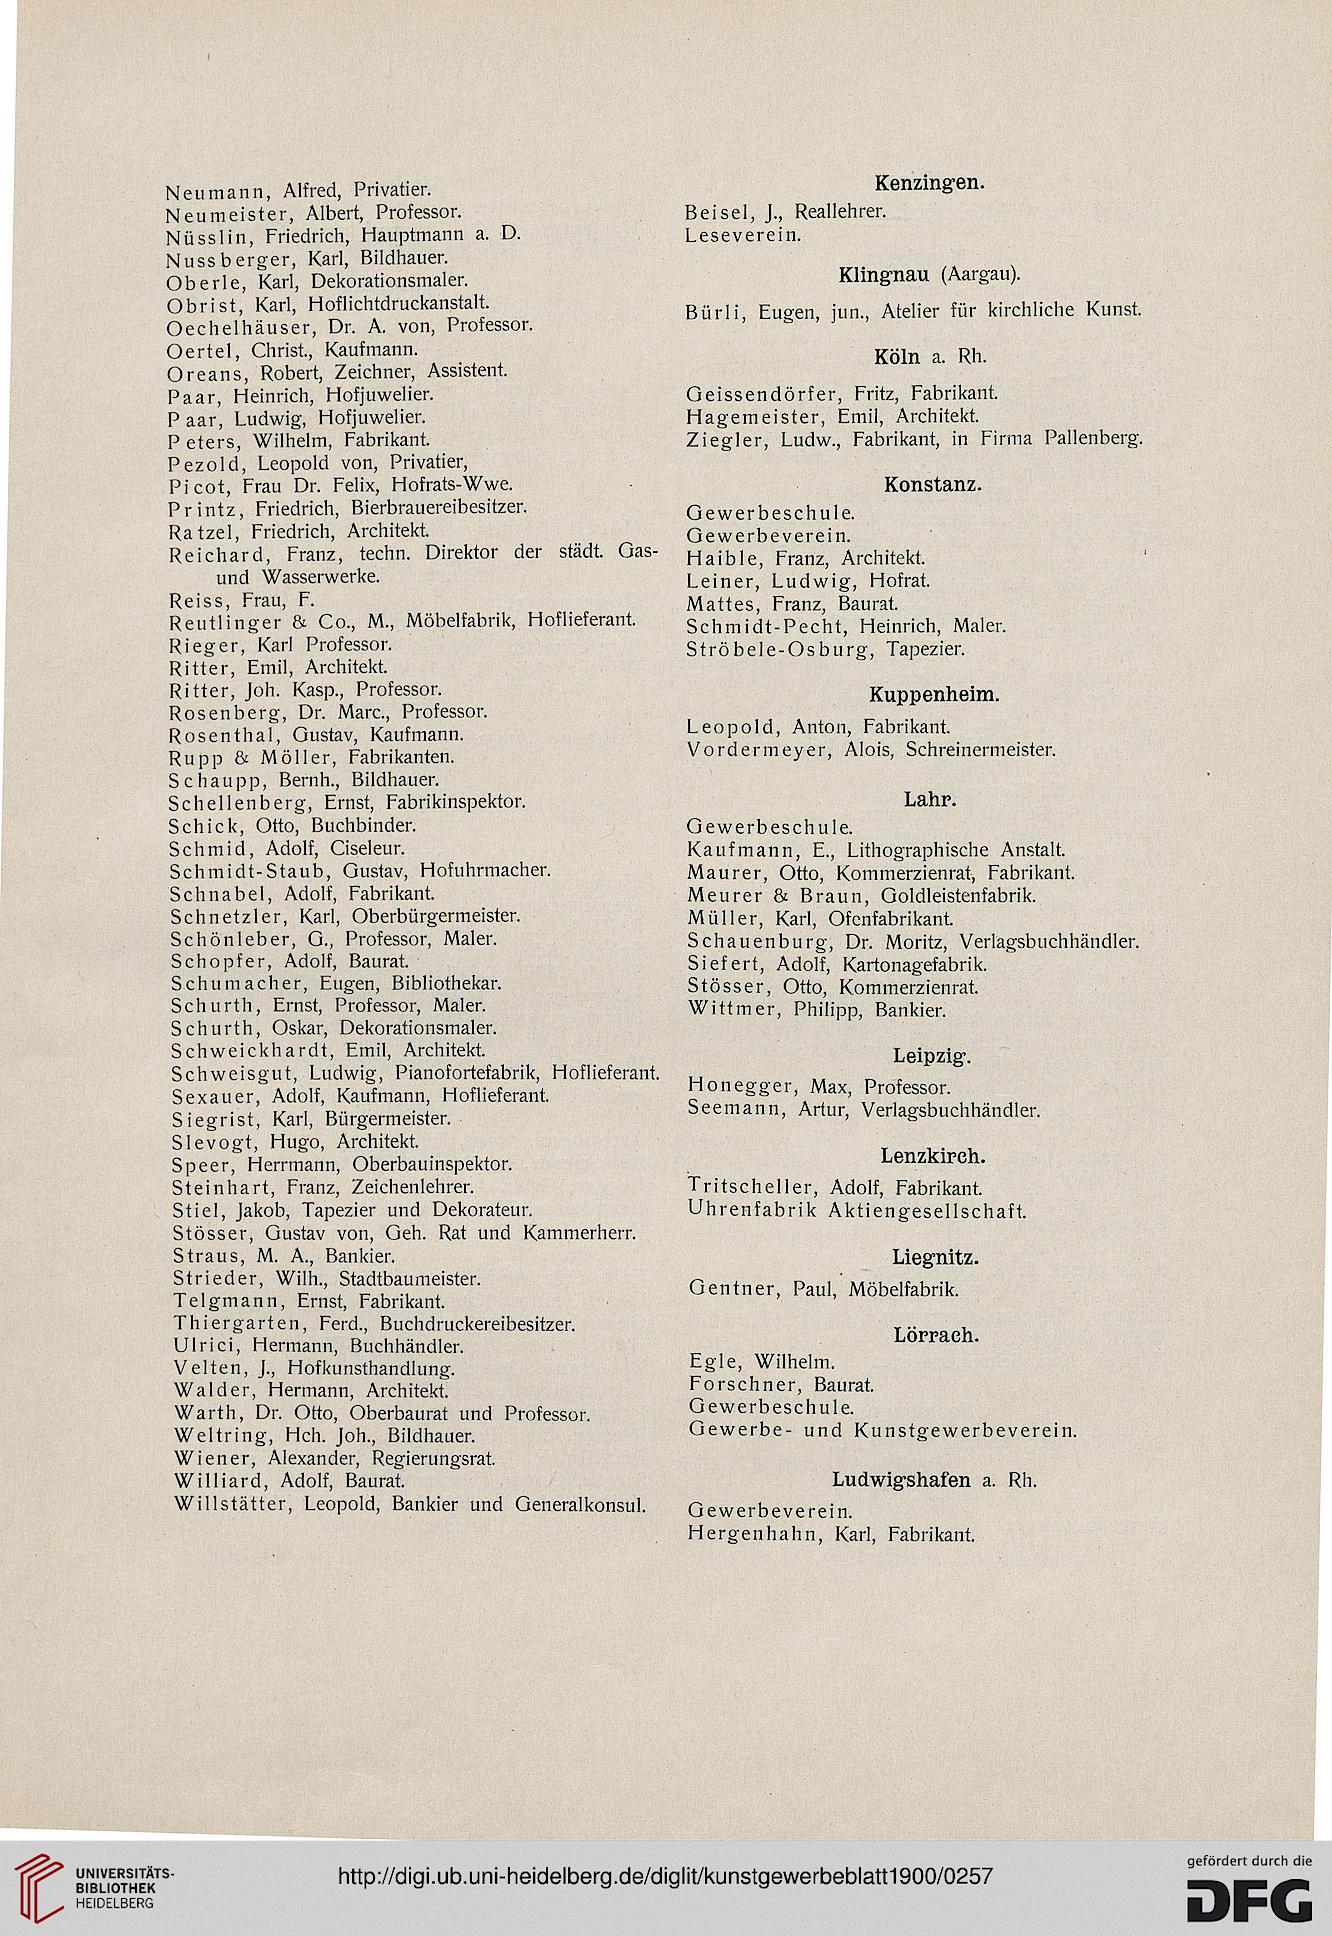 Neumann, Alfred, Privatier.
Neumeister, Albert, Professor.
Nüsslin, Friedrich, Hauptmann a. D.
Nussberger, Karl, Bildhauer.
Oberle, Karl, Dekorationsmaler.
Obrist, Karl, Hoflichtdruckanstalt.
Oechelhäuser, Dr. A. von, Professor.
Oertel, Christ., Kaufmann.
Oreans, Robert, Zeichner, Assistent.
Paar, Heinrich, Hofjuwelier.
Paar, Ludwig, Hofjuwelier.
Peters, Wilhelm, Fabrikant.
Pezold, Leopold von, Privatier,
Picot, Frau Dr. Felix, Hofrats-Wwe.
Printz, Friedrich, Bierbrauereibesitzer.
Ratzel, Friedrich, Architekt.
Reichard, Franz, techn. Direktor der städt. Gas-
und Wasserwerke.
Reiss, Frau, F.
Reutlinger & Co., M., Möbelfabrik, Hoflieferant.
Rieger, Karl Professor.
Ritter, Emil, Architekt.
Ritter, Joh. Kasp., Professor.
Rosenberg, Dr. Marc., Professor.
Rosenthal, Gustav, Kaufmann.
Rupp & Möller, Fabrikanten.
Schaupp, Bernh., Bildhauer.
Schellenberg, Ernst, Fabrikinspektor.
Schick, Otto, Buchbinder.
Schmid, Adolf, Ciseleur.
Schmidt-Staub, Gustav, Hofuhrmacher.
Schnabel, Adolf, Fabrikant.
Schnetzler, Karl, Oberbürgermeister.
Schönleber, G., Professor, Maler.
Schopfer, Adolf, Baurat.
Schumacher, Eugen, Bibliothekar.
Schurth, Ernst, Professor, Maler.
Schurth, Oskar, Dekorationsmaler.
Schweickhardt, Emil, Architekt.
Schweisgut, Ludwig, Pianofortefabrik, Hoflieferant.
Sexauer, Adolf, Kaufmann, Hoflieferant.
Siegrist, Karl, Bürgermeister.
Slevogt, Hugo, Architekt.
Speer, Herrmann, Oberbauinspektor.
Steinhart, Franz, Zeichenlehrer.
Stiel, Jakob, Tapezier und Dekorateur.
Stösser, Gustav von, Geh. Rat und Kammerherr.
Straus, M. A., Bankier.
Strieder, Wilh., Stadtbaumeister.
Telgmann, Ernst, Fabrikant.
Thiergarten, Ferd., Buchdruckereibesitzer.
Ulrici, Hermann, Buchhändler.
Velten, J., Hofkunsthandlung.
Walder, Hermann, Architekt.
Warth, Dr. Otto, Oberbaurat und Professor.
Weltring, Hch. Joh., Bildhauer.
Wiener, Alexander, Regierungsrat.
Williard, Adolf, Baurat.
Willstätter, Leopold, Bankier und Generalkonsul.
Kenzingen.
Beisel, J., Reallehrer.
Leseverein.
Klingnau (Aargau).
Bürli, Eugen, jun., Atelier für kirchliche Kunst.
Köln a. Rh.
Geissendörfer, Fritz, Fabrikant.
Hagemeister, Emil, Architekt.
Ziegler, Ludw., Fabrikant, in Firma Pallenberg.
Konstanz.
Gewerbeschule.
Gewerbeverein.
Haible, Franz, Architekt.
Leiner, Ludwig, Hofrat.
Mattes, Franz, Baurat.
Schmidt-Pecht, Heinrich, Maler.
Ströbele-Osburg, Tapezier.
Kuppenheim.
Leopold, Anton, Fabrikant.
Vordermeyer, Alois, Schreinermeister.
Lahr.
Gewerbeschule.
Kaufmann, E., Lithographische Anstalt.
Maurer, Otto, Kommerzienrat, Fabrikant.
Meurer & Braun, Goldleistenfabrik.
Müller, Karl, Ofenfabrikant.
Schauenburg, Dr. Moritz, Verlagsbuchhändler.
Siefert, Adolf, Kartonagefabrik.
Stösser, Otto, Kommerzienrat.
Wittmer, Philipp, Bankier.
Leipzig.
Honegger, Max, Professor.
Seemann, Artur, Verlagsbuchhändler.
Lenzkirch.
Tritscheller, Adolf, Fabrikant.
Uhrenfabrik Aktiengesellschaft.
Liegnitz.
Gentner, Paul, Möbelfabrik.
Lörrach.
Egle, Wilhelm.
Forschner, Baurat.
Gewerbeschule.
Gewerbe- und Kunstgewerbeverein.
Ludwigshafen a. Rh.
Gewerbeverein.
Hergenhahn, Karl, Fabrikant.
UNIVERSITÄTS-
BIBLIOTHEK
HEIDELBERG
http://digi.ub.uni-heidelberg.de/diglit/kunstgewerbeblatt1900/0257
gefördert durch die
DFG